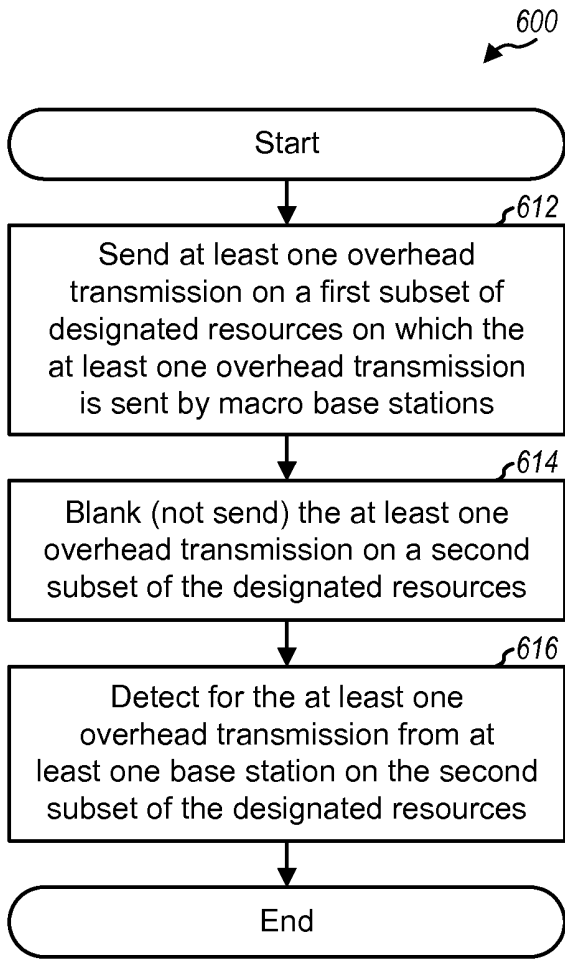 600
Start
612
Send at least one overhead
transmission on a first subset of
designated resources on which the
at least one overhead transmission
is sent by macro base stations
614
Blank (not send) the at least one
overhead transmission on a second
subset of the designated resources
616
Detect for the at least one
overhead transmission from at
least one base station on the second
subset of the designated resources
End